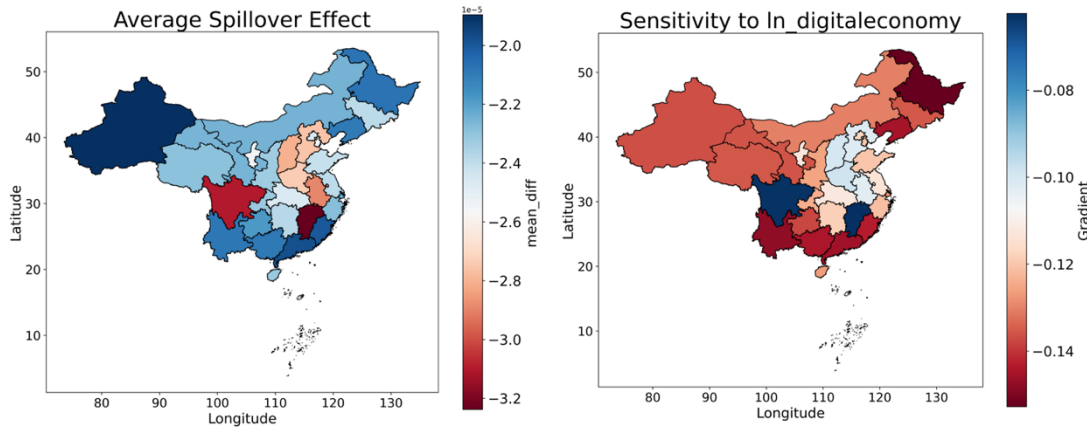 Average Spillover Effect
1e−5
50
40
30
20
10
Latitude
80 90 100 110 120 130
Longitude
−2.0
−2.2
−2.4
−2.6
−2.8
−3.0
−3.2
mean_diff
Sensitivity to ln_digitaleconomy
50
40
30
20
10
Latitude
80 90 100 110 120 130
Longitude
−0.08
−0.10
−0.12
−0.14
Gradient